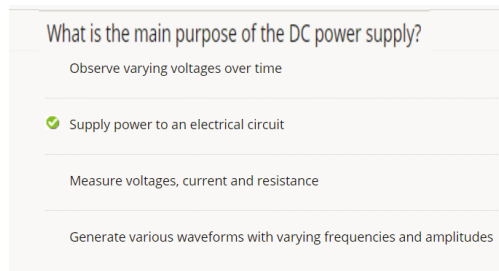 What is the main purpose of the DC power supply?
Observe varying voltages over time
Supply power to an electrical circuit
Measure voltages, current and resistance
Generate various waveforms with varying frequencies and amplitudes